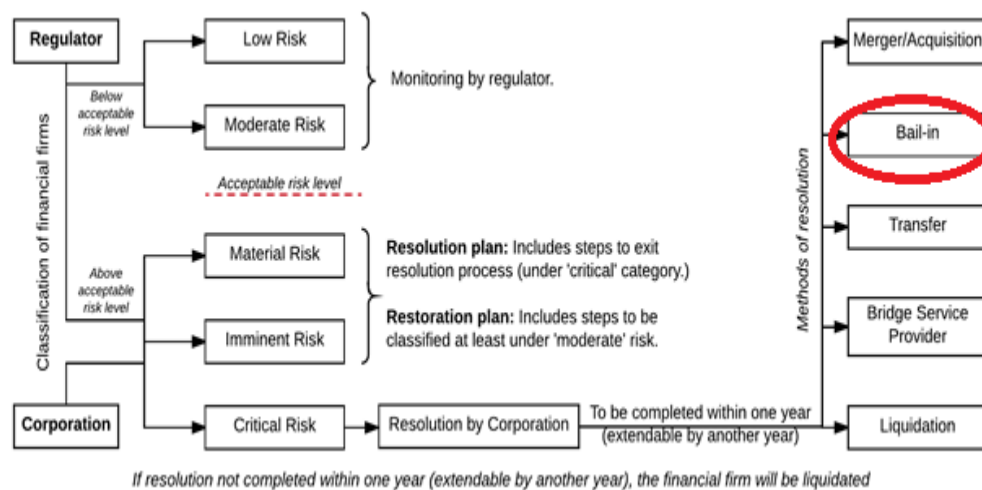 Regulator
Low Risk
Merger/Acquisition
Monitoring by regulator.
Below
acceptable
risk level
Moderate Risk
Bail-in
Classification of financial firms
Acceptable risk level
Methods of resolution
Transfer
Above
acceptable
risk level
Material Risk
Resolution plan: Includes steps to exit
resolution process (under 'critical' category.)
Restoration plan: Includes steps to be
classified at least under 'moderate' risk.
Imminent Risk
Bridge Service
Provider
Corporation
Critical Risk
Resolution by Corporation
To be completed within one year
(extendable by another year)
Liquidation
If resolution not completed within one year (extendable by another year), the financial firm will be liquidated